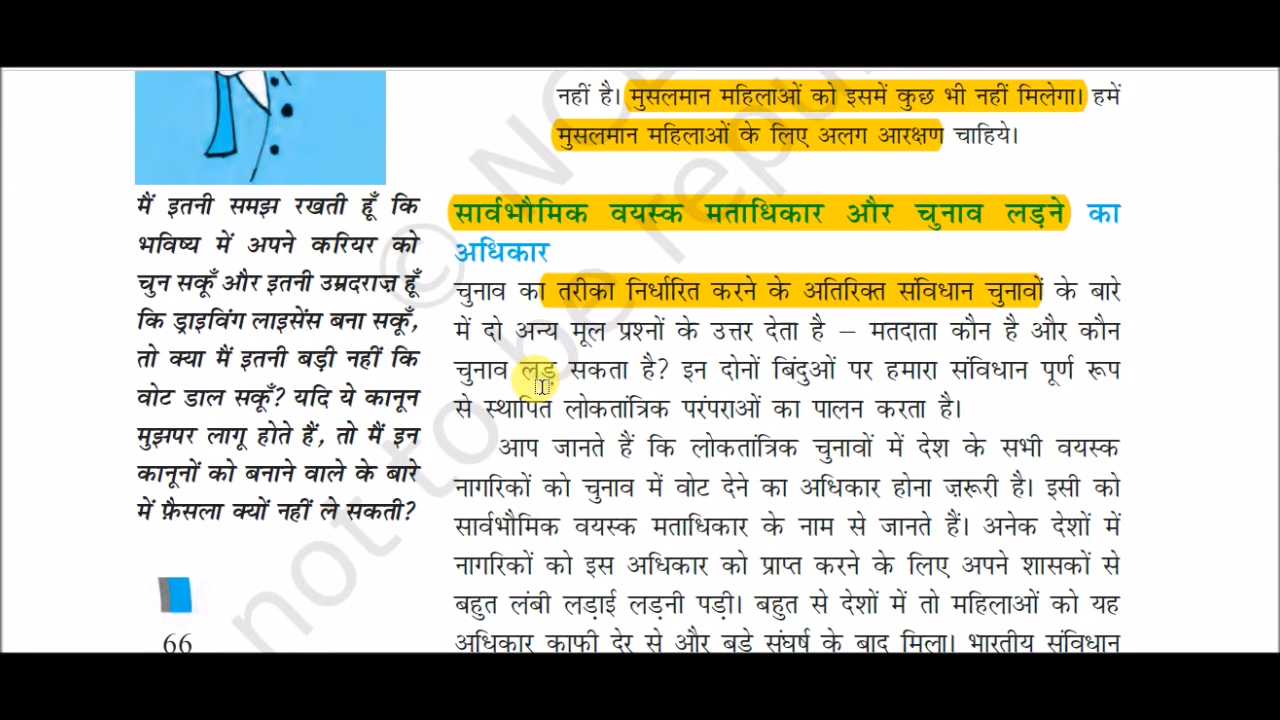 नहीं है। मुसलमान महिलाओं को इसमें कुछ भी नहीं मिलेगा। हमें
मुसलमान महिलाओं के लिए अलग आरक्षण चाहिये।
मैं इतनी समझ रखती हूँ कि
भविष्य में अपने करियर को
चुन सकूँ और इतनी उम्रदराज़ हूँ
कि ड्राइविंग लाइसेंस बना सकूँ,
तो क्या मैं इतनी बड़ी नहीं कि
वोट डाल सकूँ? यदि ये कानून
मुझपर लागू होते हैं, तो मैं इन
कानूनों को बनाने वाले के बारे
में फ़ैसला क्यों नहीं ले सकती?
66
सार्वभौमिक वयस्क मताधिकार और चुनाव लड़ने का
अधिकार
चुनाव का तरीका निर्धारित करने के अतिरिक्त संविधान चुनावों के बारे
में दो अन्य मूल प्रश्नों के उत्तर देता है – मतदाता कौन है और कौन
चुनाव लड़ सकता है? इन दोनों बिंदुओं पर हमारा संविधान पूर्ण रूप
से स्थापित लोकतांत्रिक परंपराओं का पालन करता है।
आप जानते हैं कि लोकतांत्रिक चुनावों में देश के सभी वयस्क
नागरिकों को चुनाव में वोट देने का अधिकार होना ज़रूरी है। इसी को
सार्वभौमिक वयस्क मताधिकार के नाम से जानते हैं। अनेक देशों में
नागरिकों को इस अधिकार को प्राप्त करने के लिए अपने शासकों से
बहुत लंबी लड़ाई लड़नी पड़ी। बहुत से देशों में तो महिलाओं को यह
अधिकार काफी देर से और बड़े संघर्ष के बाद मिला। भारतीय संविधान
© NCE
not to be repu